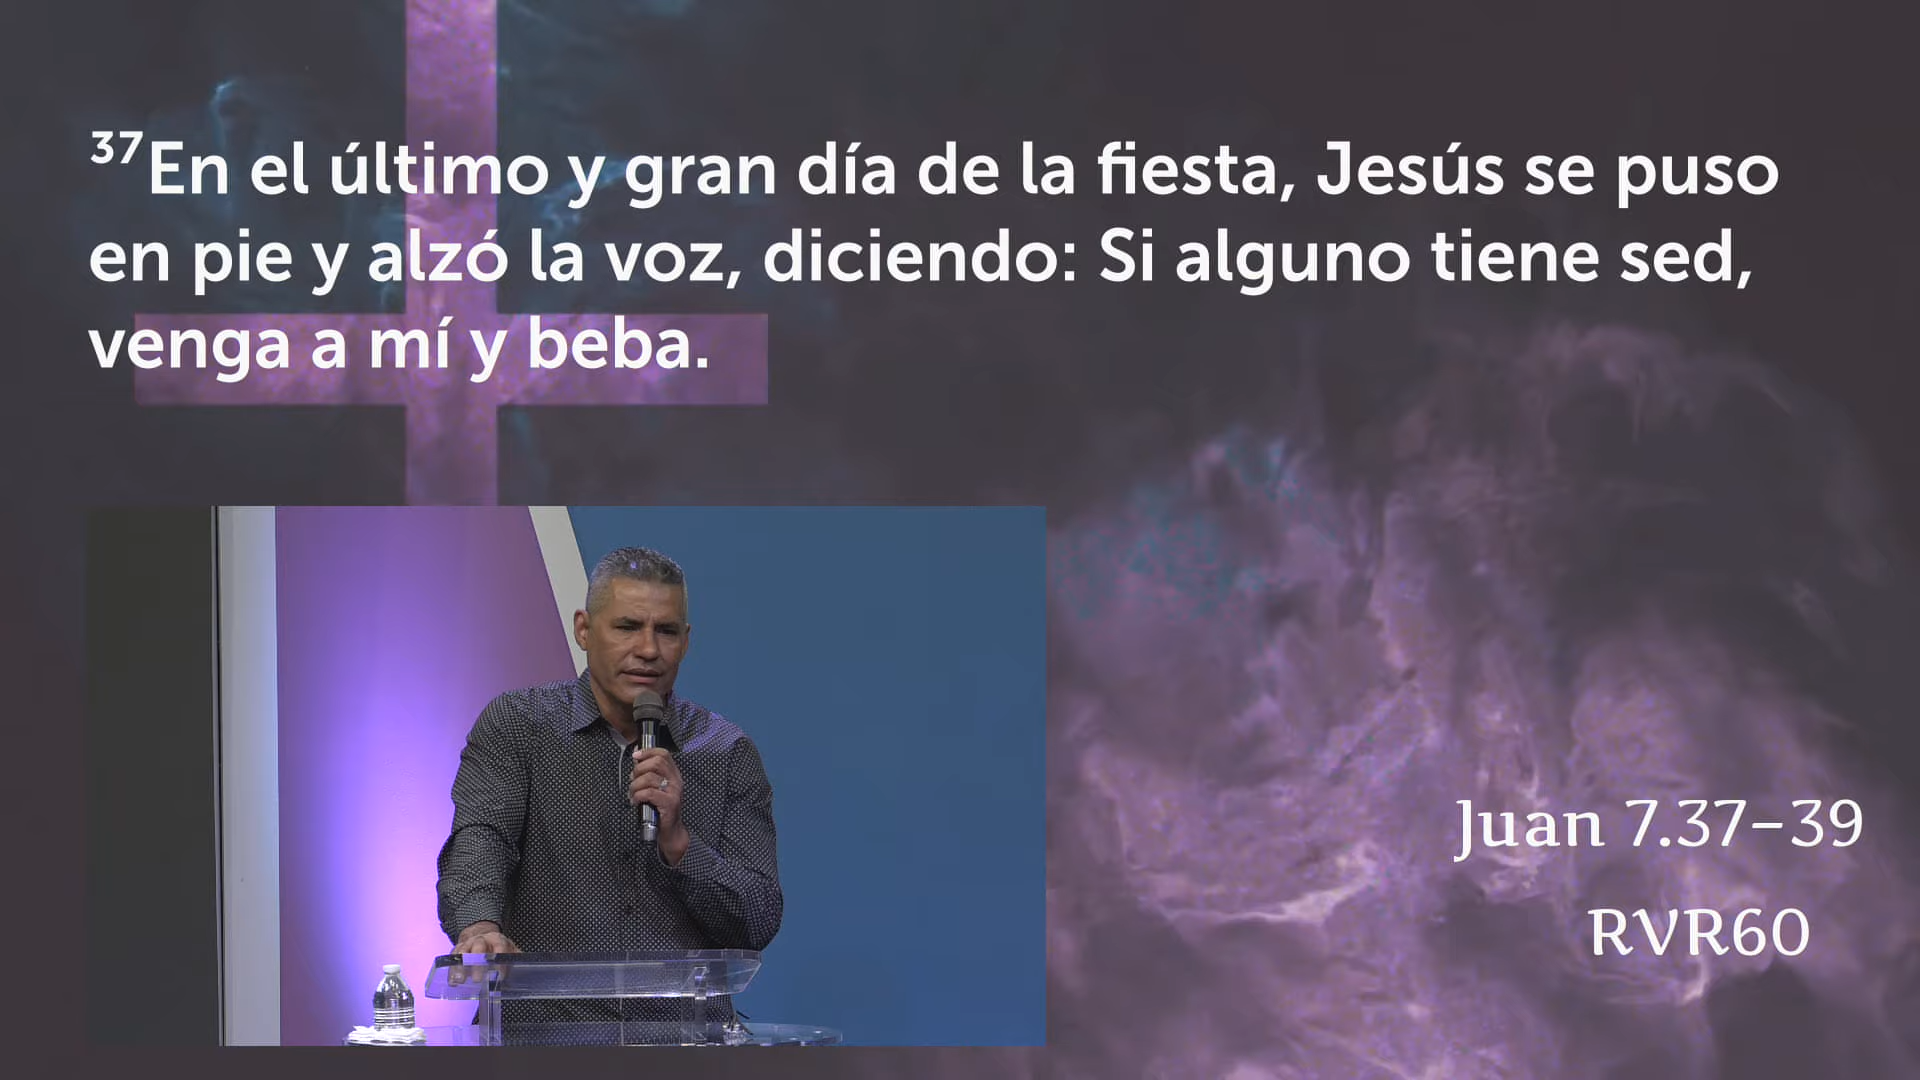 37En el último y gran día de la fiesta, Jesús se puso
en pie y alzó la voz, diciendo: Si alguno tiene sed,
venga a mí y beba.
Juan 7.37–39
RVR60